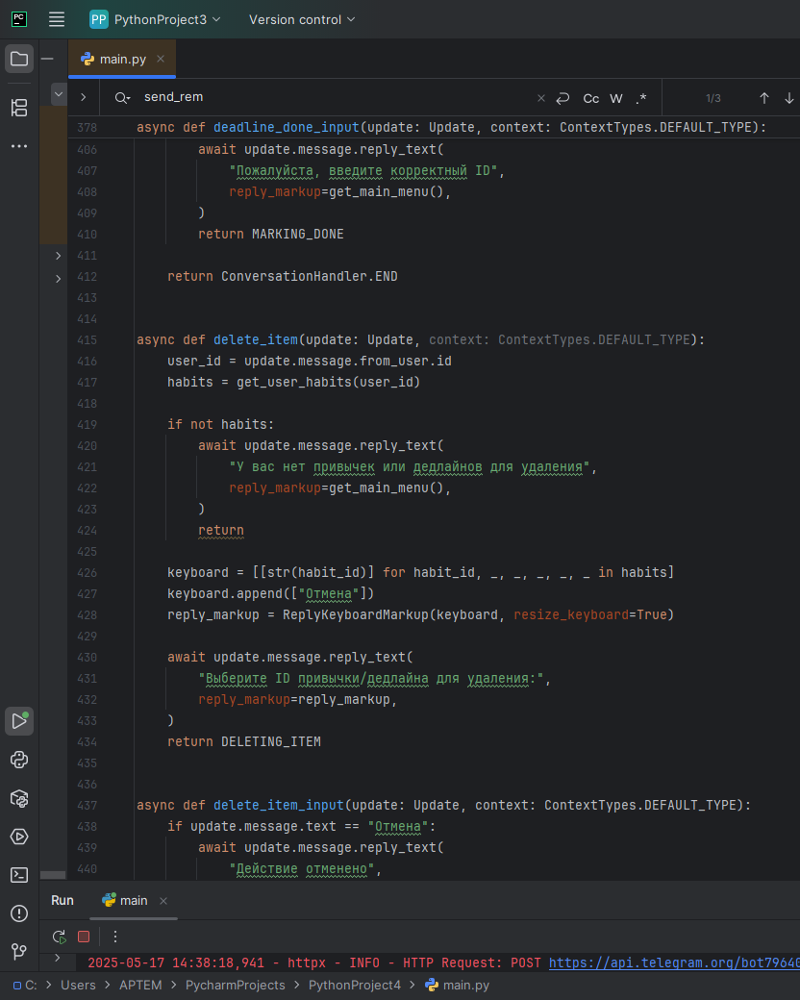 PC
PP PythonProject3 Version control
main.py
send_rem Cc W .* 1/3
378 async def deadline_done_input(update: Update, context: ContextTypes.DEFAULT_TYPE):
406 await update.message.reply_text(
407 "Пожалуйста, введите корректный ID",
408 reply_markup=get_main_menu(),
409 )
410 return MARKING_DONE
411
412 return ConversationHandler.END
413
414
415 async def delete_item(update: Update, context: ContextTypes.DEFAULT_TYPE):
416 user_id = update.message.from_user.id
417 habits = get_user_habits(user_id)
418
419 if not habits:
420 await update.message.reply_text(
421 "У вас нет привычек или дедлайнов для удаления",
422 reply_markup=get_main_menu(),
423 )
424 return
425
426 keyboard = [[str(habit_id)] for habit_id, _, _, _, _, _ in habits]
427 keyboard.append(["Отмена"])
428 reply_markup = ReplyKeyboardMarkup(keyboard, resize_keyboard=True)
429
430 await update.message.reply_text(
431 "Выберите ID привычки/дедлайна для удаления:",
432 reply_markup=reply_markup,
433 )
434 return DELETING_ITEM
435
436
437 async def delete_item_input(update: Update, context: ContextTypes.DEFAULT_TYPE):
438 if update.message.text == "Отмена":
439 await update.message.reply_text(
440 "Действие отменено",
Run main
2025-05-17 14:38:18,941 - httpx - INFO - HTTP Request: POST https://api.telegram.org/bot79640
C: > Users > АРТЕМ > PycharmProjects > PythonProject4 > main.py